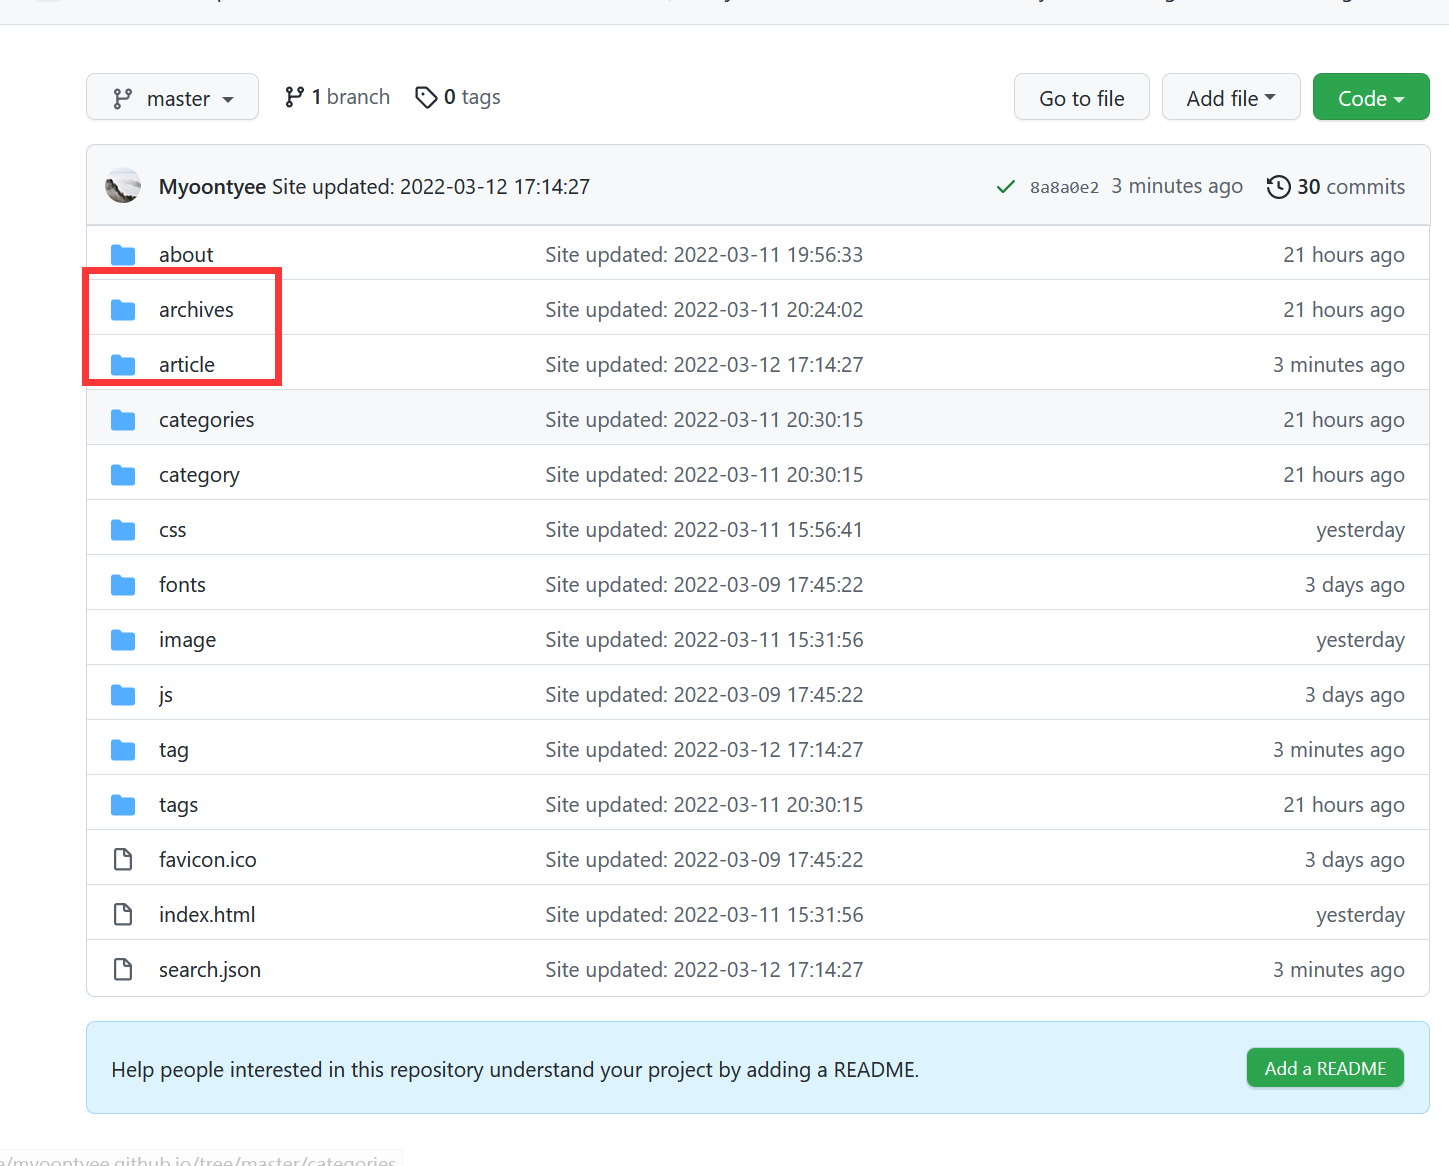 master 1 branch 0 tags Go to file Add file Code
Myoontyee Site updated: 2022-03-12 17:14:27 8a8a0e2 3 minutes ago 30 commits
about Site updated: 2022-03-11 19:56:33 21 hours ago
archives Site updated: 2022-03-11 20:24:02 21 hours ago
article Site updated: 2022-03-12 17:14:27 3 minutes ago
categories Site updated: 2022-03-11 20:30:15 21 hours ago
category Site updated: 2022-03-11 20:30:15 21 hours ago
css Site updated: 2022-03-11 15:56:41 yesterday
fonts Site updated: 2022-03-09 17:45:22 3 days ago
image Site updated: 2022-03-11 15:31:56 yesterday
js Site updated: 2022-03-09 17:45:22 3 days ago
tag Site updated: 2022-03-12 17:14:27 3 minutes ago
tags Site updated: 2022-03-11 20:30:15 21 hours ago
favicon.ico Site updated: 2022-03-09 17:45:22 3 days ago
index.html Site updated: 2022-03-11 15:31:56 yesterday
search.json Site updated: 2022-03-12 17:14:27 3 minutes ago
Help people interested in this repository understand your project by adding a README. Add a README
e/myoontyee.github.io/tree/master/categories